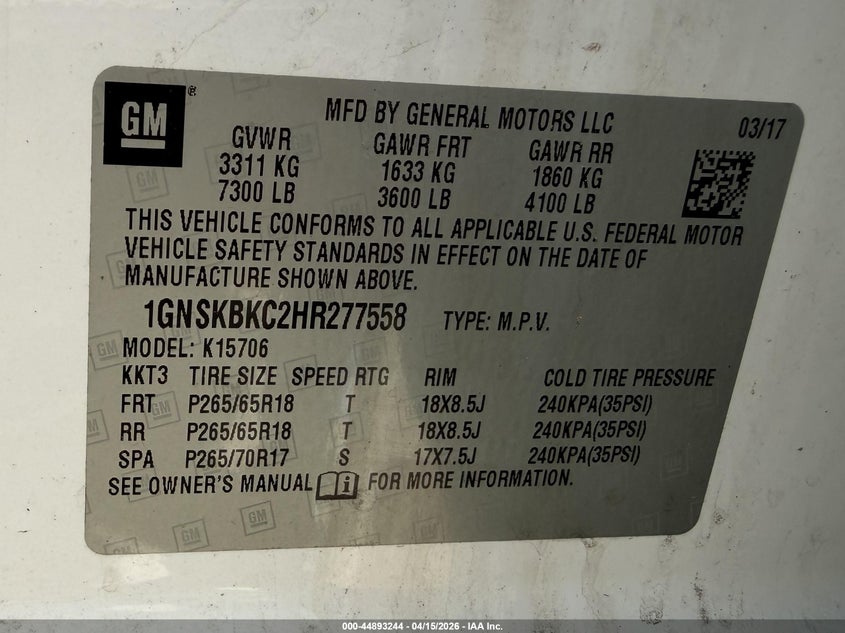 GM®
MFD BY GENERAL MOTORS LLC 03/17
GVWR GAWR FRT GAWR RR
3311 KG 1633 KG 1860 KG
7300 LB 3600 LB 4100 LB
THIS VEHICLE CONFORMS TO ALL APPLICABLE U.S. FEDERAL MOTOR
VEHICLE SAFETY STANDARDS IN EFFECT ON THE DATE OF
MANUFACTURE SHOWN ABOVE.
1GNSKBKC2HR277558 TYPE: M.P.V.
MODEL: K15706
KKT3 TIRE SIZE SPEED RTG RIM COLD TIRE PRESSURE
FRT P265/65R18 T 18X8.5J 240KPA(35PSI)
RR P265/65R18 T 18X8.5J 240KPA(35PSI)
SPA P265/70R17 S 17X7.5J 240KPA(35PSI)
SEE OWNER'S MANUAL i FOR MORE INFORMATION.
000-44893244 - 04/15/2026 - IAA Inc.